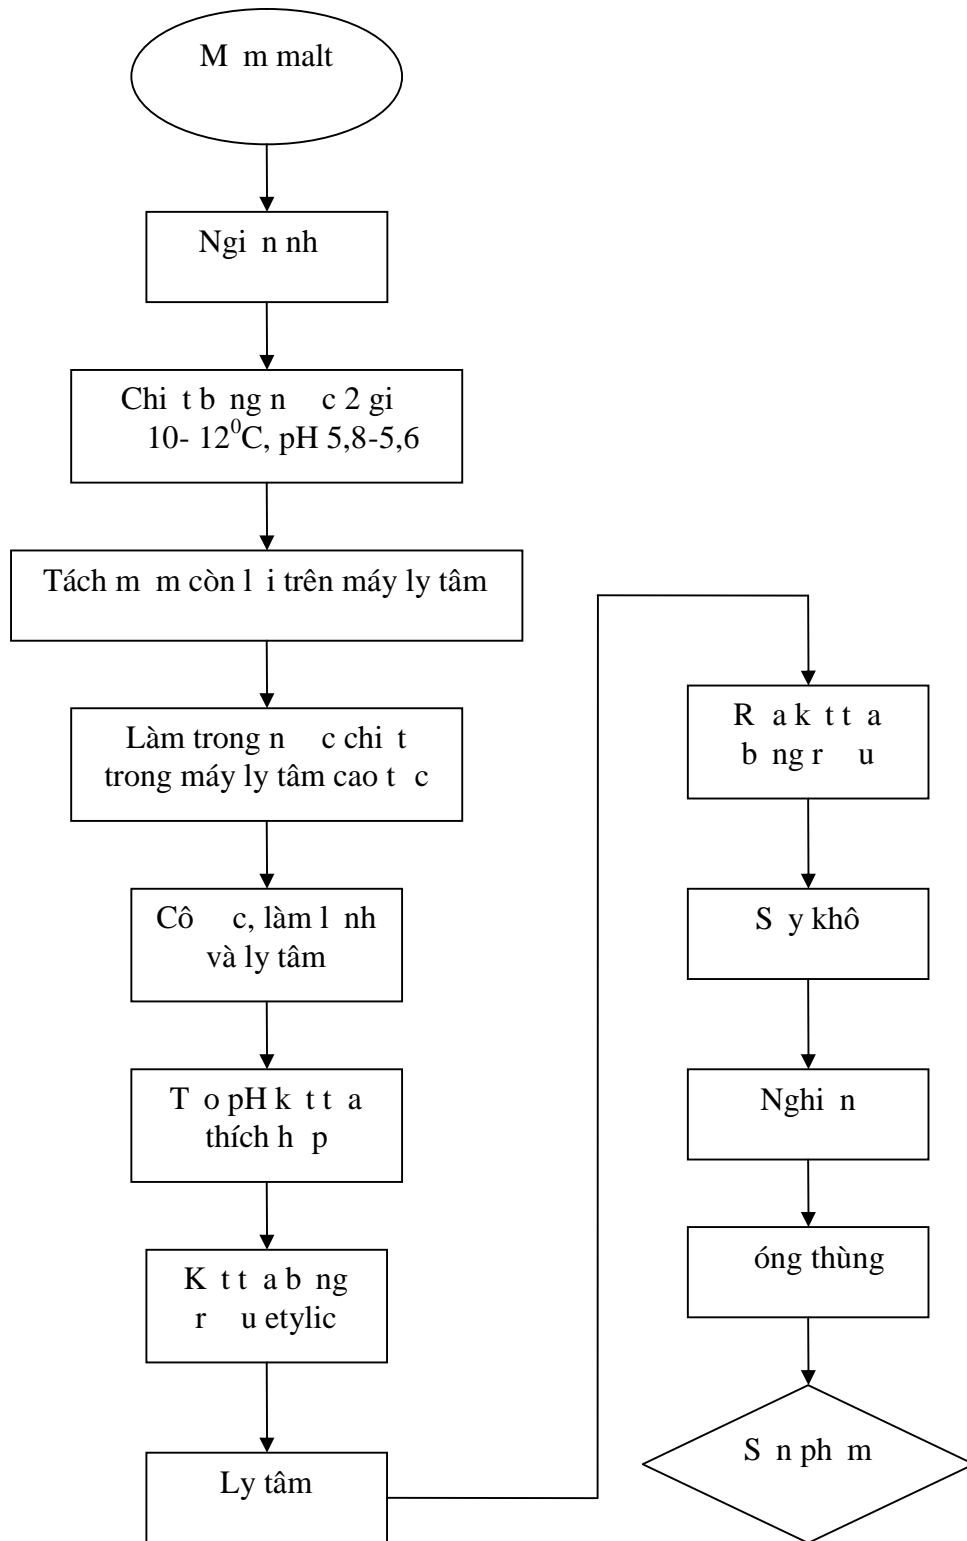 M m malt
Ngi n nh
Chi t b ng n c 2 gi
10- 12⁰C, pH 5,8-5,6
Tách m m còn l i trên máy ly tâm
Làm trong n c chi t
trong máy ly tâm cao t c
Cô c, làm l nh
và ly tâm
T o pH k t t a
thích h p
K t t a b ng
r u etylic
Ly tâm
R a k t t a
b ng r u
S y khô
Nghi n
óng thùng
S n ph m